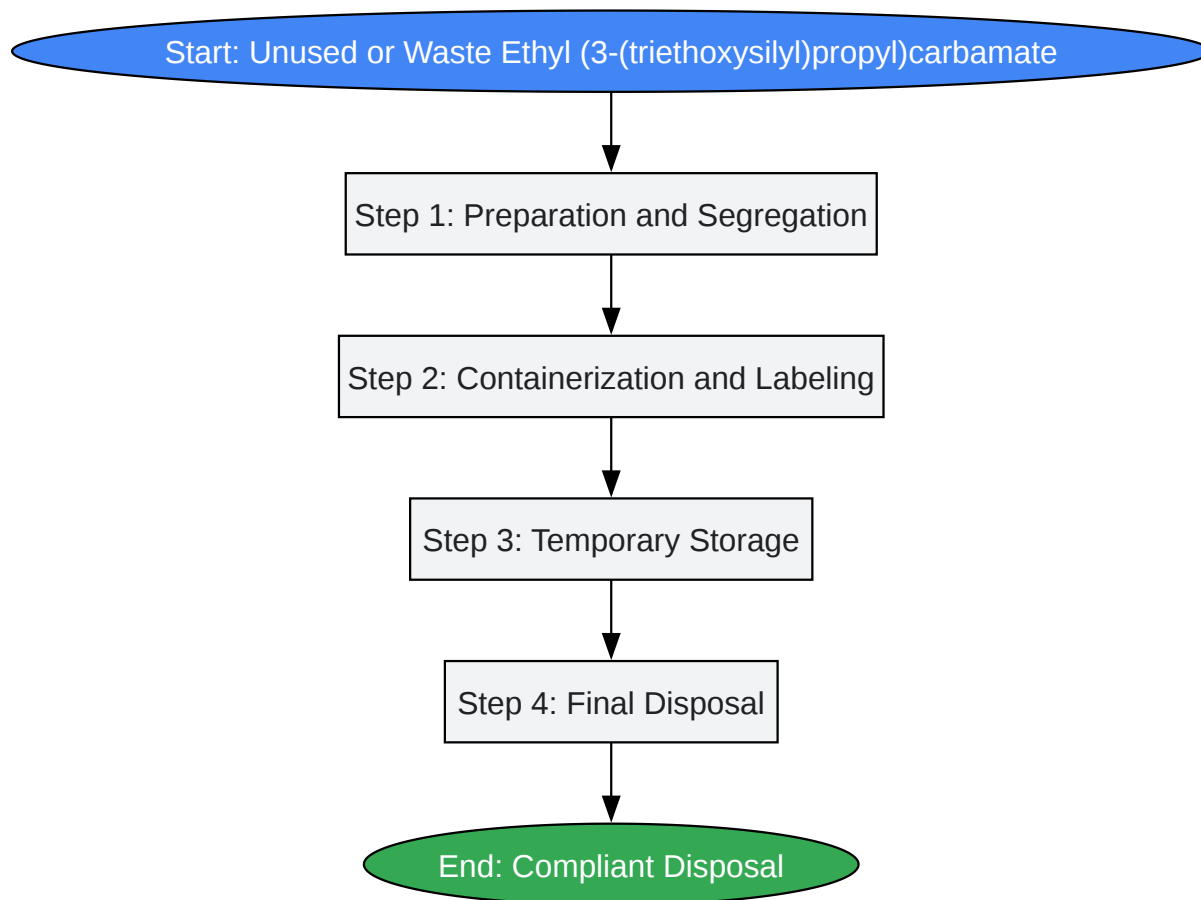 Start: Unused or Waste Ethyl (3-(triethoxysilyl)propyl)carbamate
Step 1: Preparation and Segregation
Step 2: Containerization and Labeling
Step 3: Temporary Storage
Step 4: Final Disposal
End: Compliant Disposal